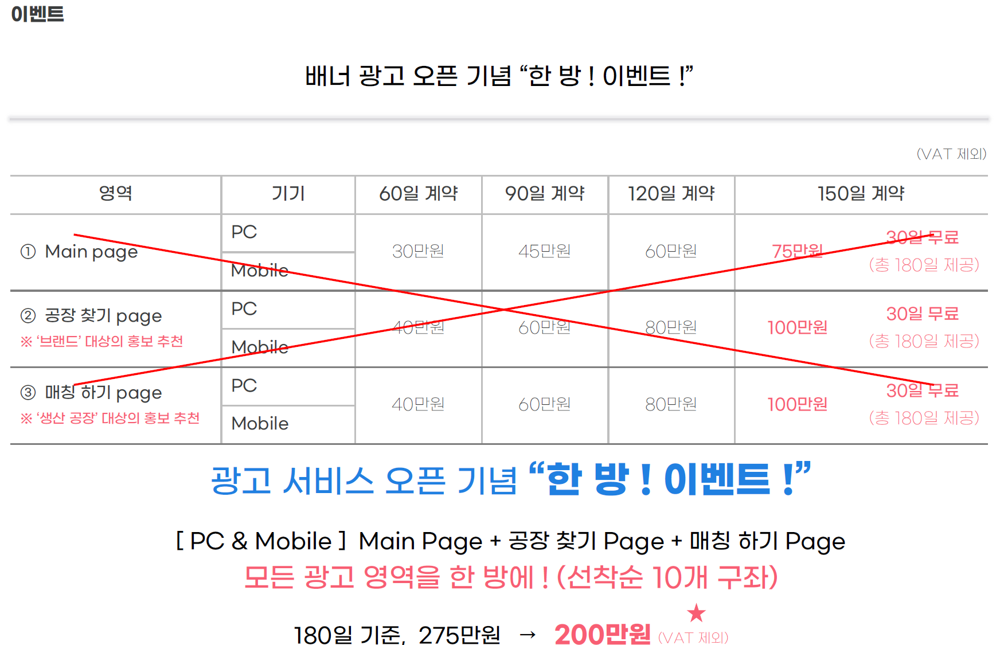 이벤트
배너 광고 오픈 기념 “한 방 ! 이벤트 !”
(VAT 제외)
영역 기기 60일 계약 90일 계약 120일 계약 150일 계약
① Main page PC 30만원 45만원 60만원 75만원 30일 무료
Mobile (총 180일 제공)
② 공장 찾기 page PC 40만원 60만원 80만원 100만원 30일 무료
※ ‘브랜드’ 대상의 홍보 추천 Mobile (총 180일 제공)
③ 매칭 하기 page PC 40만원 60만원 80만원 100만원 30일 무료
※ ‘생산 공장’ 대상의 홍보 추천 Mobile (총 180일 제공)
광고 서비스 오픈 기념 “한 방 ! 이벤트 !”
[ PC & Mobile ] Main Page + 공장 찾기 Page + 매칭 하기 Page
모든 광고 영역을 한 방에 ! (선착순 10개 구좌)
★
180일 기준, 275만원 → 200만원 (VAT 제외)